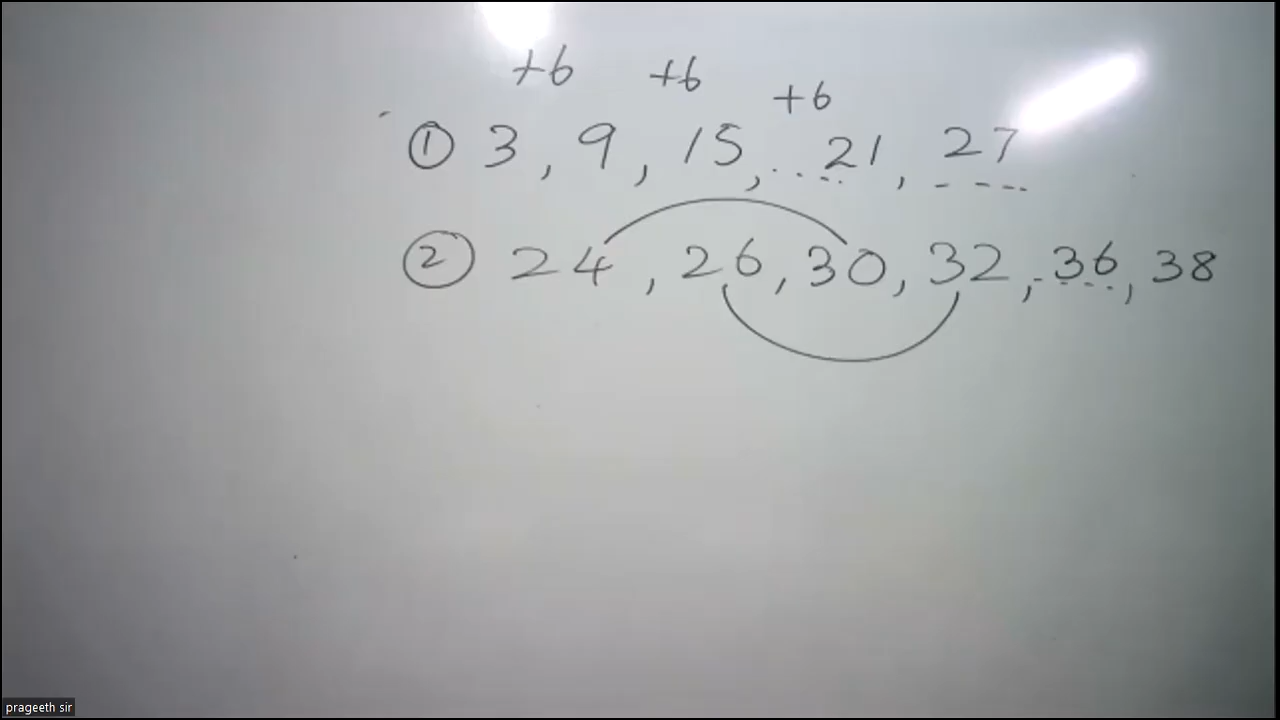 +6 +6 +6
① 3, 9, 15, ....21, 27
② 24, 26, 30, 32, 36, 38
prageeth sir